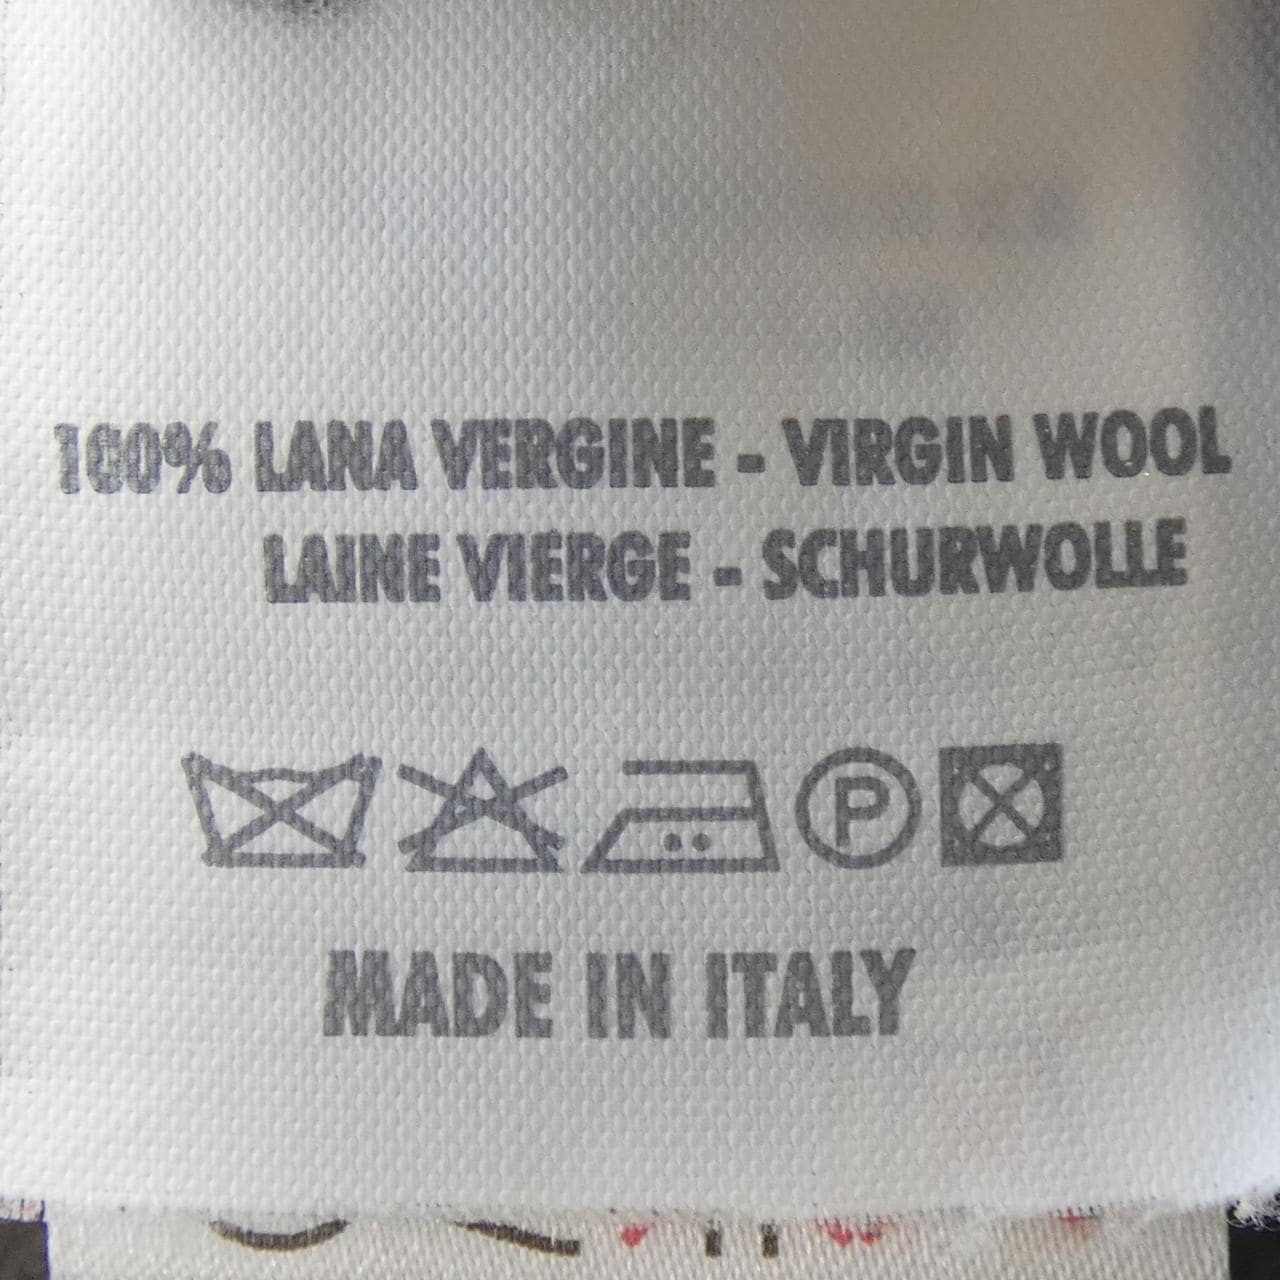 100% LANA VERGINE - VIRGIN WOOL
LAINE VIERGE - SCHURWOLLE
P
MADE IN ITALY